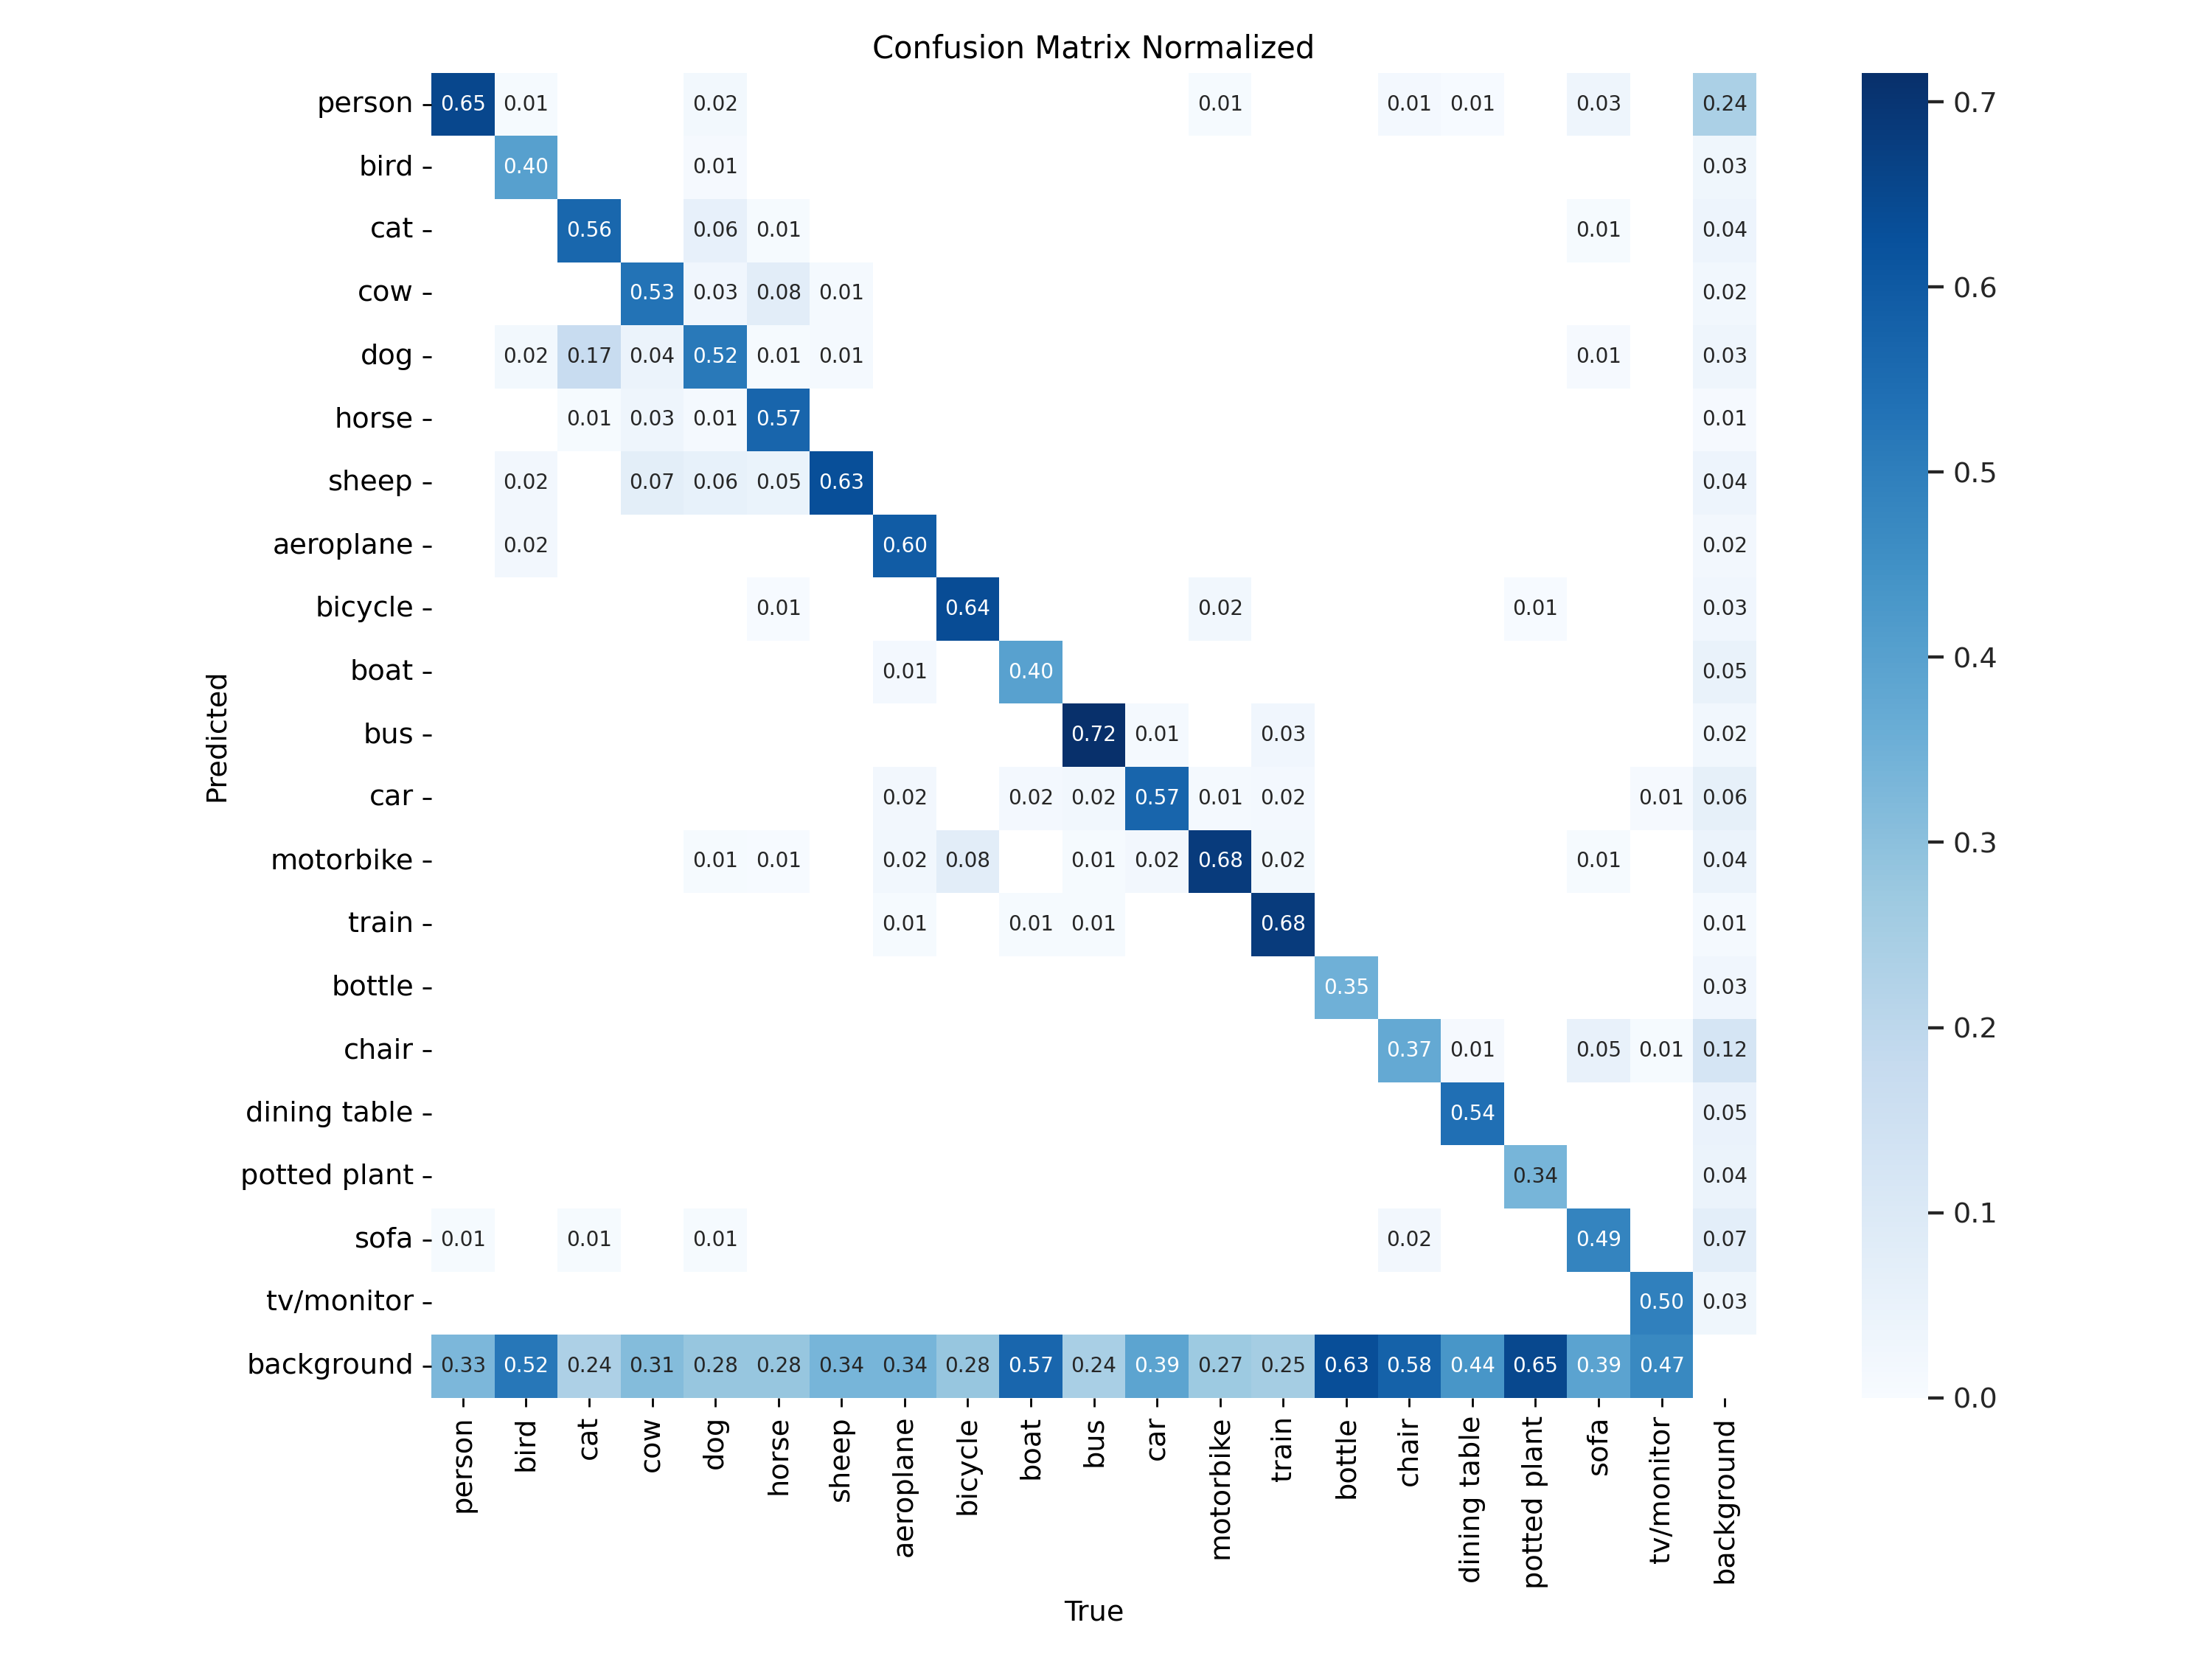 Confusion Matrix Normalized
person 0.65 0.01 0.02 0.01 0.01 0.01 0.03 0.24
bird 0.40 0.01 0.03
cat 0.56 0.06 0.01 0.01 0.04
cow 0.53 0.03 0.08 0.01 0.02
dog 0.02 0.17 0.04 0.52 0.01 0.01 0.01 0.03
horse 0.01 0.03 0.01 0.57 0.01
sheep 0.02 0.07 0.06 0.05 0.63 0.04
aeroplane 0.02 0.60 0.02
bicycle 0.01 0.64 0.02 0.01 0.03
boat 0.01 0.40 0.05
bus 0.72 0.01 0.03 0.02
car 0.02 0.02 0.02 0.57 0.01 0.02 0.01 0.06
motorbike 0.01 0.01 0.02 0.08 0.01 0.02 0.68 0.02 0.01 0.04
train 0.01 0.01 0.01 0.68 0.01
bottle 0.35 0.03
chair 0.37 0.01 0.05 0.01 0.12
dining table 0.54 0.05
potted plant 0.34 0.04
sofa 0.01 0.01 0.01 0.02 0.49 0.07
tv/monitor 0.50 0.03
background 0.33 0.52 0.24 0.31 0.28 0.28 0.34 0.34 0.28 0.57 0.24 0.39 0.27 0.25 0.63 0.58 0.44 0.65 0.39 0.47
Predicted
person
bird
cat
cow
dog
horse
sheep
aeroplane
bicycle
boat
bus
car
motorbike
train
bottle
chair
dining table
potted plant
sofa
tv/monitor
background
True
0.7
0.6
0.5
0.4
0.3
0.2
0.1
0.0